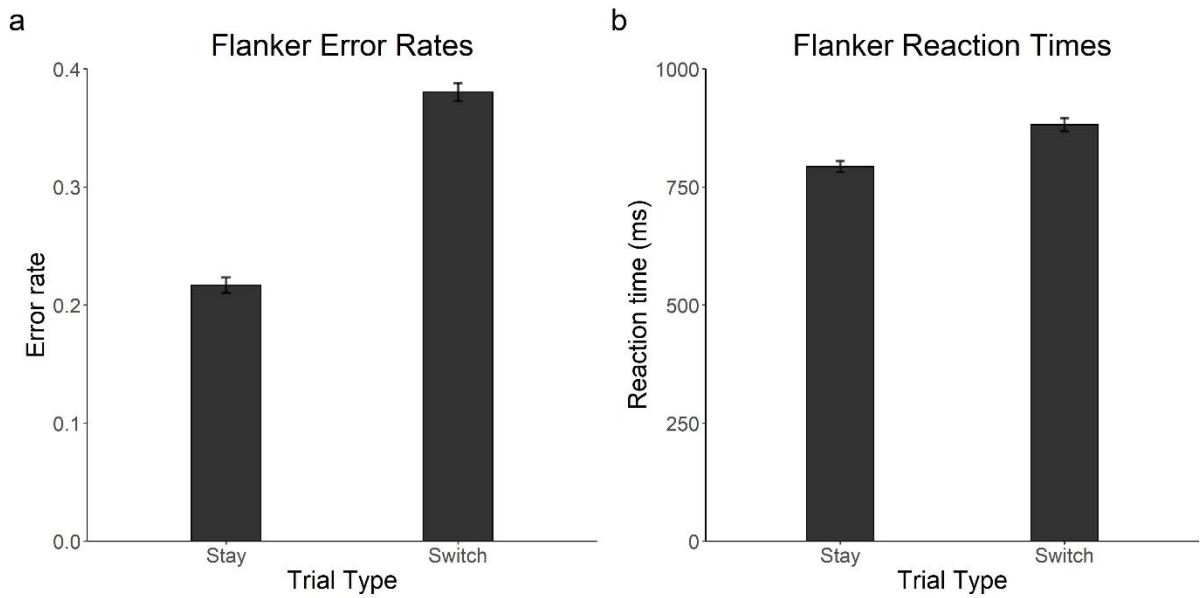 a
Flanker Error Rates
0.4
0.3
0.2
0.1
0.0
Error rate
Stay
Switch
Trial Type
b
Flanker Reaction Times
1000
750
500
250
0
Reaction time (ms)
Stay
Switch
Trial Type